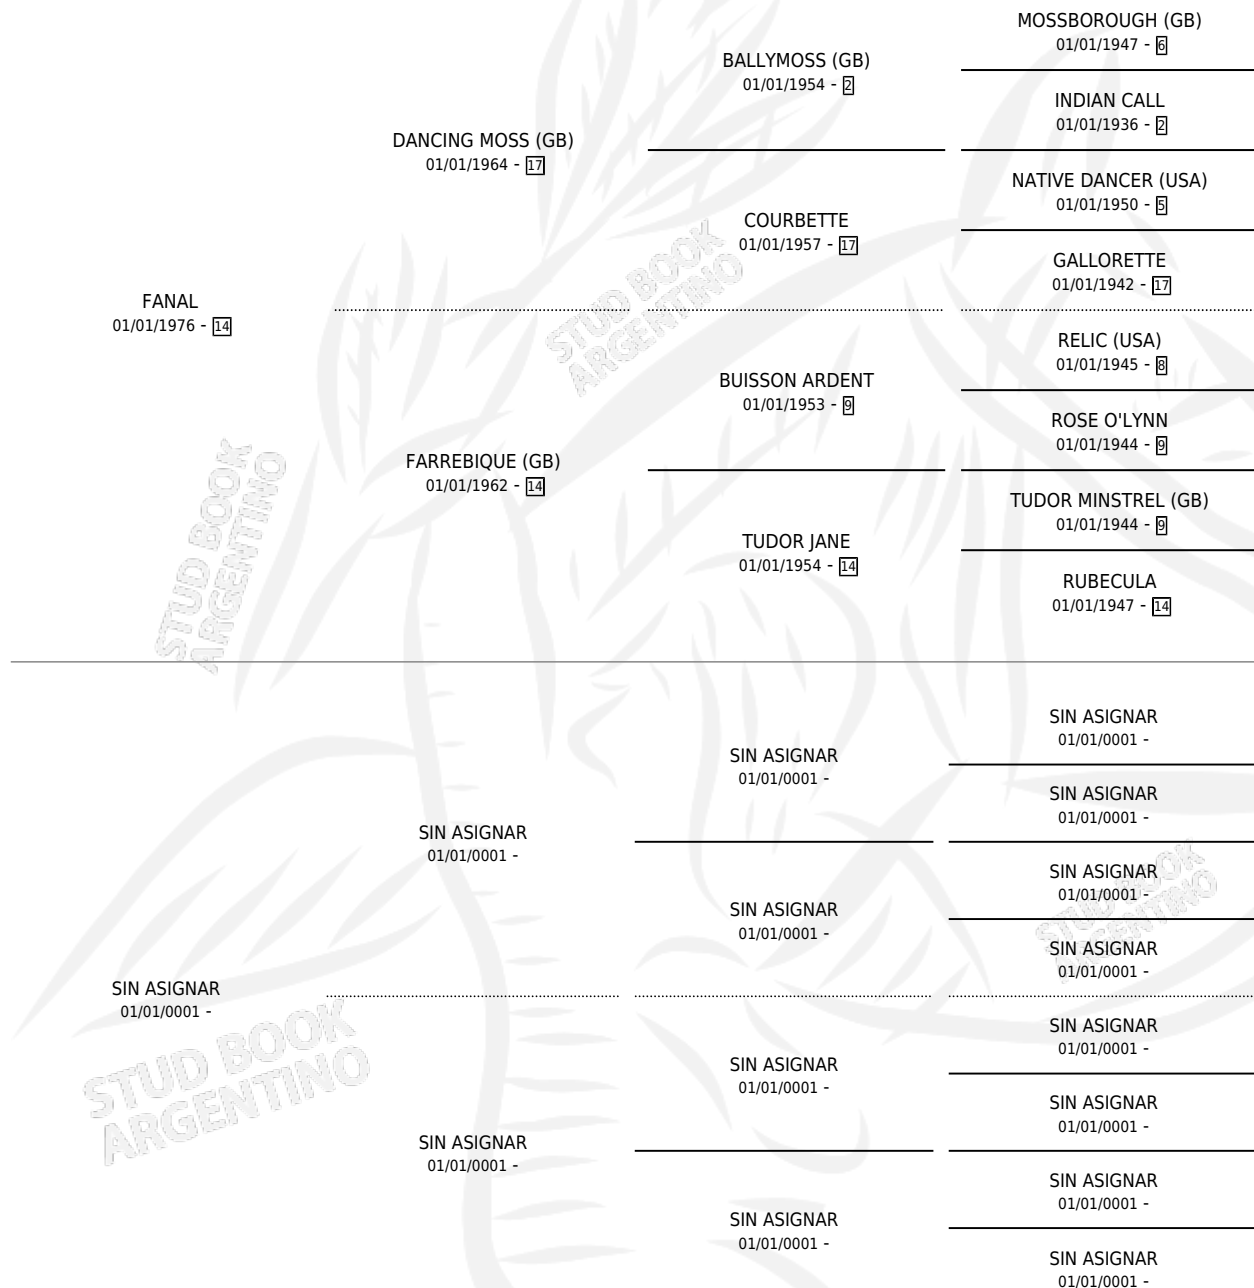 MOSSBOROUGH (GB)
01/01/1947 - 6
BALLYMOSS (GB)
01/01/1954 - 2
INDIAN CALL
01/01/1936 - 2
DANCING MOSS (GB)
01/01/1964 - 17
NATIVE DANCER (USA)
01/01/1950 - 5
COURBETTE
01/01/1957 - 17
GALLORETTE
01/01/1942 - 17
FANAL
01/01/1976 - 14
STUD BOOK
ARGENTINO
RELIC (USA)
01/01/1945 - 8
BUISSON ARDENT
01/01/1953 - 9
ROSE O'LYNN
01/01/1944 - 9
FARREBIQUE (GB)
01/01/1962 - 14
TUDOR MINSTREL (GB)
01/01/1944 - 9
TUDOR JANE
01/01/1954 - 14
RUBECULA
01/01/1947 - 14
STUD BOOK
ARGENTINO
SIN ASIGNAR
01/01/0001 -
SIN ASIGNAR
01/01/0001 -
SIN ASIGNAR
01/01/0001 -
SIN ASIGNAR
01/01/0001 -
SIN ASIGNAR
01/01/0001 -
SIN ASIGNAR
01/01/0001 -
SIN ASIGNAR
01/01/0001 -
STUD BOOK
ARGENTINO
SIN ASIGNAR
01/01/0001 -
STUD BOOK
ARGENTINO
SIN ASIGNAR
01/01/0001 -
SIN ASIGNAR
01/01/0001 -
SIN ASIGNAR
01/01/0001 -
SIN ASIGNAR
01/01/0001 -
SIN ASIGNAR
01/01/0001 -
SIN ASIGNAR
01/01/0001 -
SIN ASIGNAR
01/01/0001 -